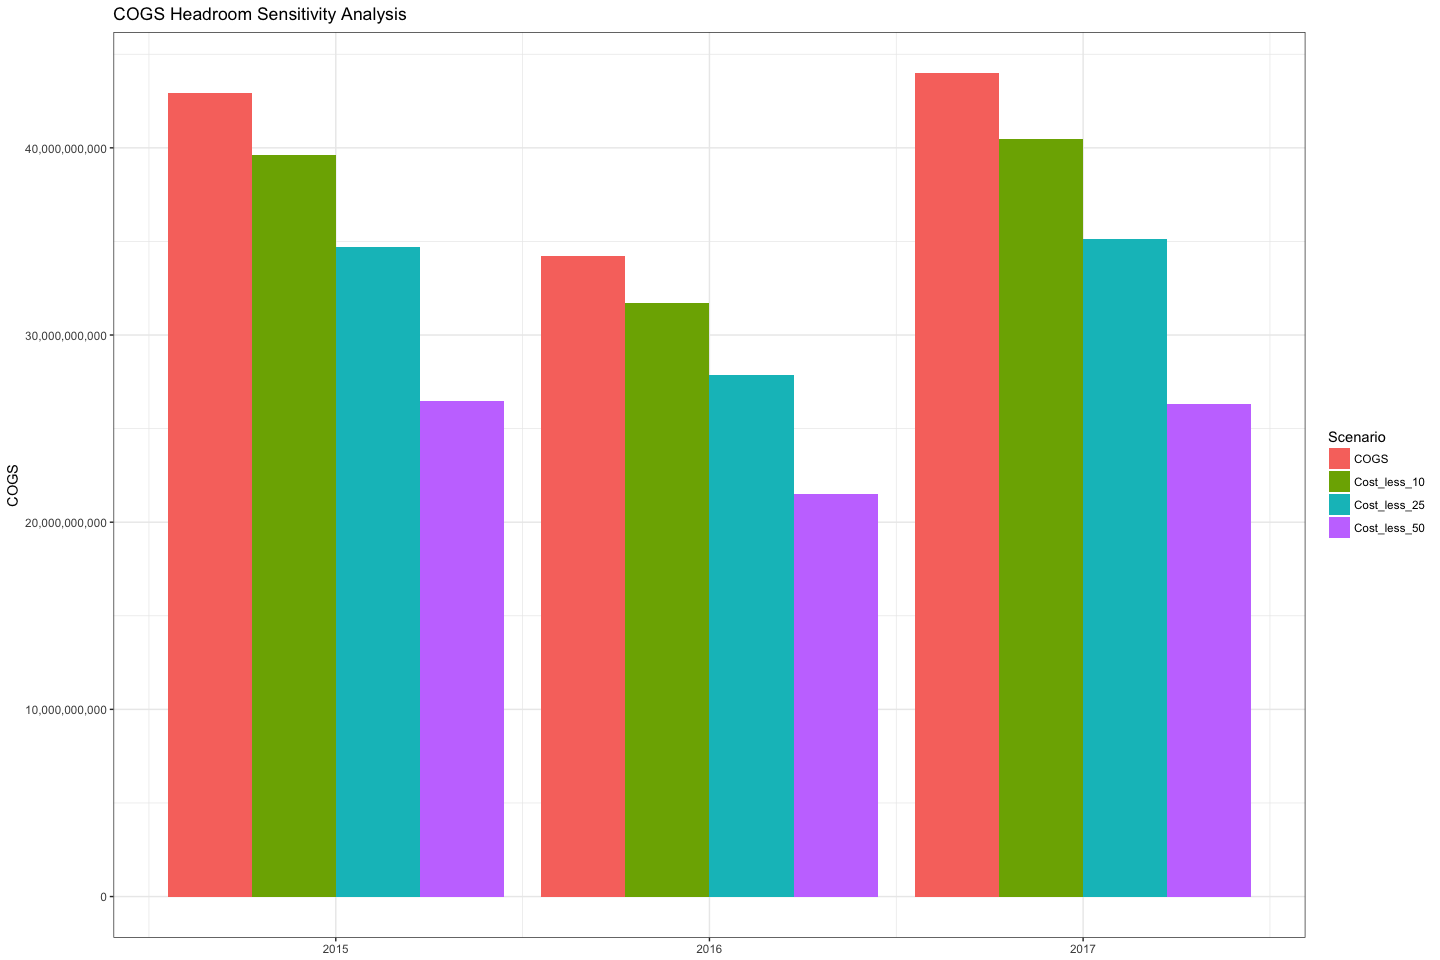 COGS Headroom Sensitivity Analysis
COGS
40,000,000,000
30,000,000,000
20,000,000,000
10,000,000,000
0
2015
2016
2017
Scenario
COGS
Cost_less_10
Cost_less_25
Cost_less_50